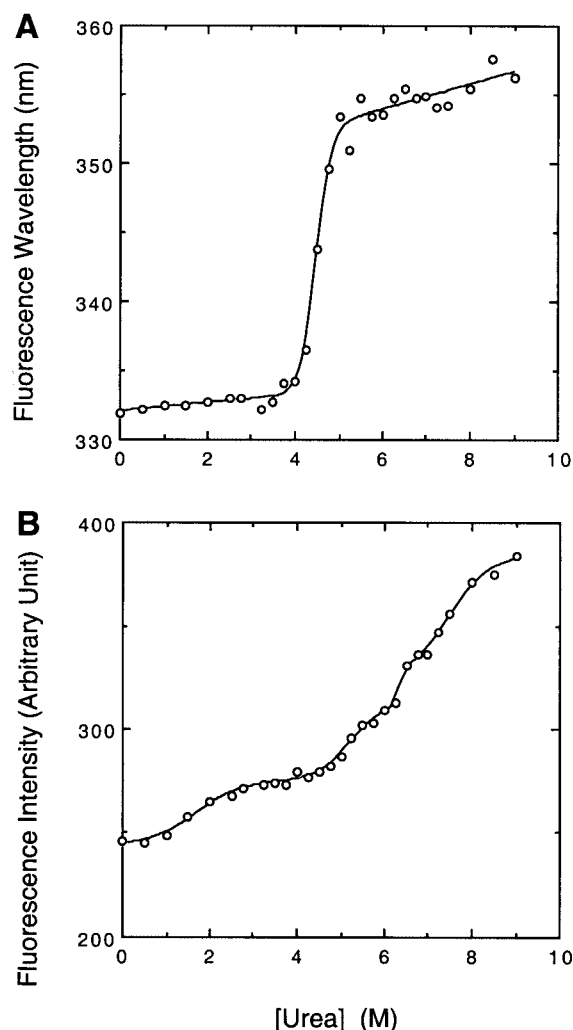 A
Fluorescence Wavelength (nm)
360
350
340
330
0 2 4 6 8 10
B
Fluorescence Intensity (Arbitrary Unit)
400
300
200
0 2 4 6 8 10
[Urea] (M)